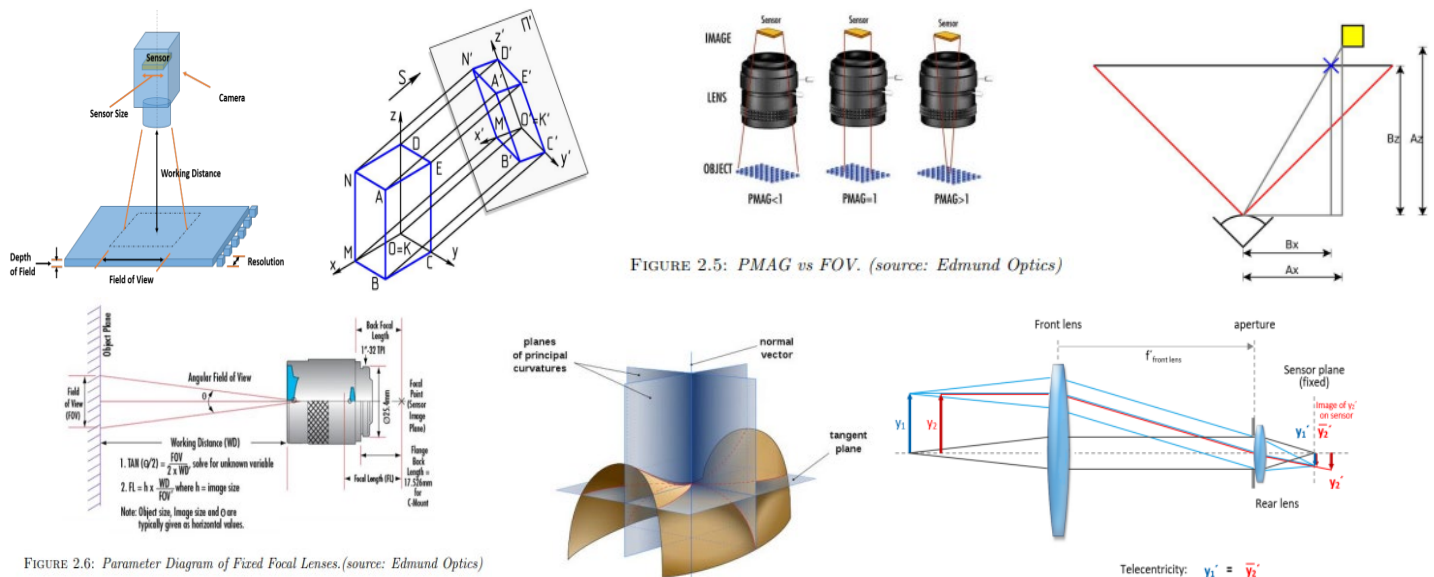 Sensor
Sensor Size
Camera
Working Distance
Depth
of Field
Field of View
Resolution
S
Π'
z'
N'
D'
A'
E'
M'
O'=K'
x'
B'
C'
y'
z
D
N
E
A
M
O=K
x
B
C
y
IMAGE
LENS
OBJECT
Sensor
Sensor
Sensor
PMAG<1
PMAG=1
PMAG>1
FIGURE 2.5: PMAG vs FOV. (source: Edmund Optics)
Bz
Az
Bx
Ax
Object Plane
Field
of View
(FOV)
Angular Field of View
Θ
Working Distance (WD)
1. TAN (Θ/2) = FOV / 2 x WD, solve for unknown variable
2. FL = h x WD / FOV, where h = image size
Note: Object size, Image size and Θ are
typically given as horizontal values.
Back Focal
Length
1"-32 TPI
Ø25.4mm
Focal
Point
(Sensor
Image
Plane)
Focal Length (FL)
Flange
Back
Length =
17.526mm
for
C-Mount
FIGURE 2.6: Parameter Diagram of Fixed Focal Lenses.(source: Edmund Optics)
planes
of principal
curvatures
normal
vector
tangent
plane
Front lens
aperture
f'front lens
Sensor plane
(fixed)
Image of y2'
on sensor
y1
y2
y1'
y2'
y2'
Rear lens
Telecentricity: y1' = y2'